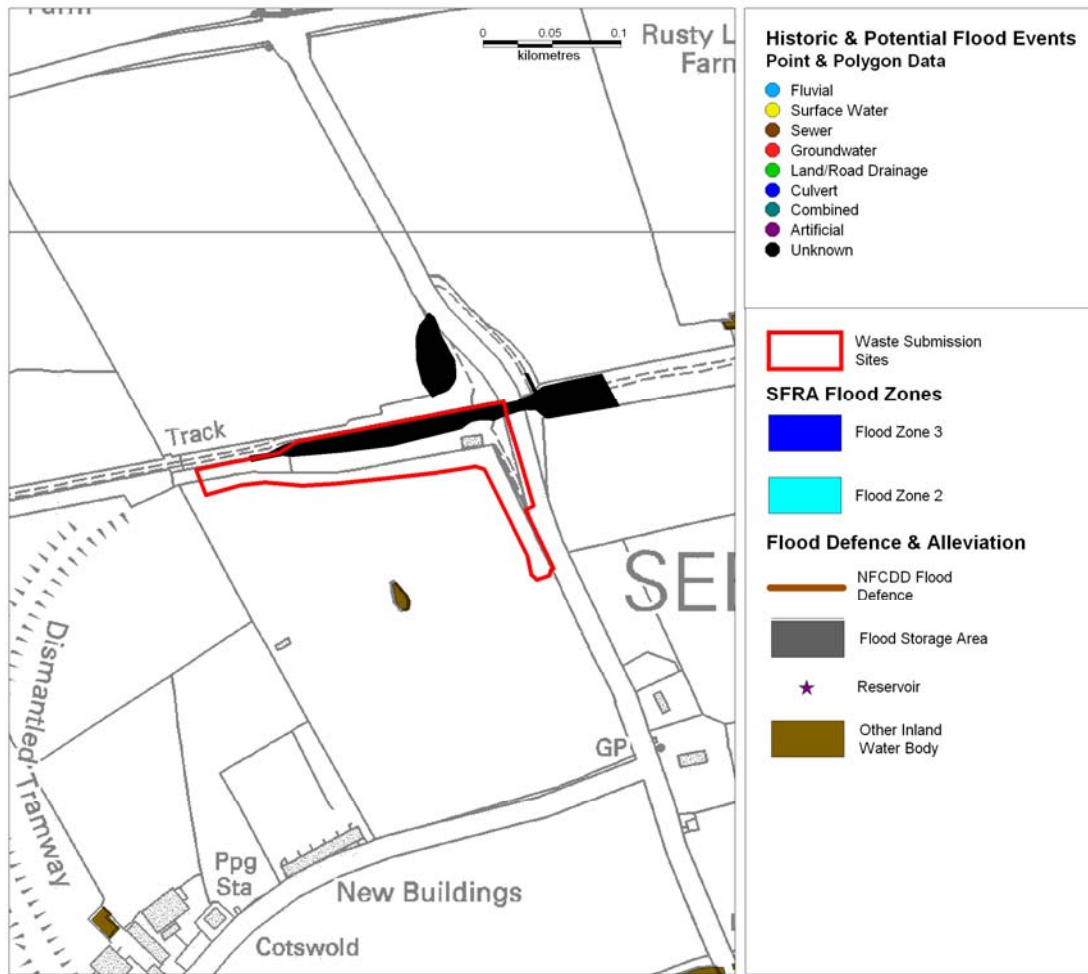 0 0.05 0.1
kilometres
Rusty L
Farn
Track
Dismantled Tramway
SEE
GP
Ppg
Sta
New Buildings
Cotswold
Historic & Potential Flood Events
Point & Polygon Data
Fluvial
Surface Water
Sewer
Groundwater
Land/Road Drainage
Culvert
Combined
Artificial
Unknown
Waste Submission
Sites
SFRA Flood Zones
Flood Zone 3
Flood Zone 2
Flood Defence & Alleviation
NFCDD Flood
Defence
Flood Storage Area
Reservoir
Other Inland
Water Body